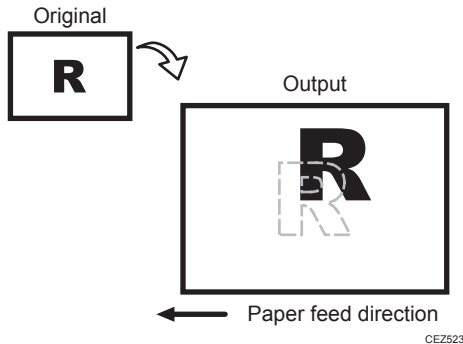 Original
R
Output
R
R
Paper feed direction
CEZ523